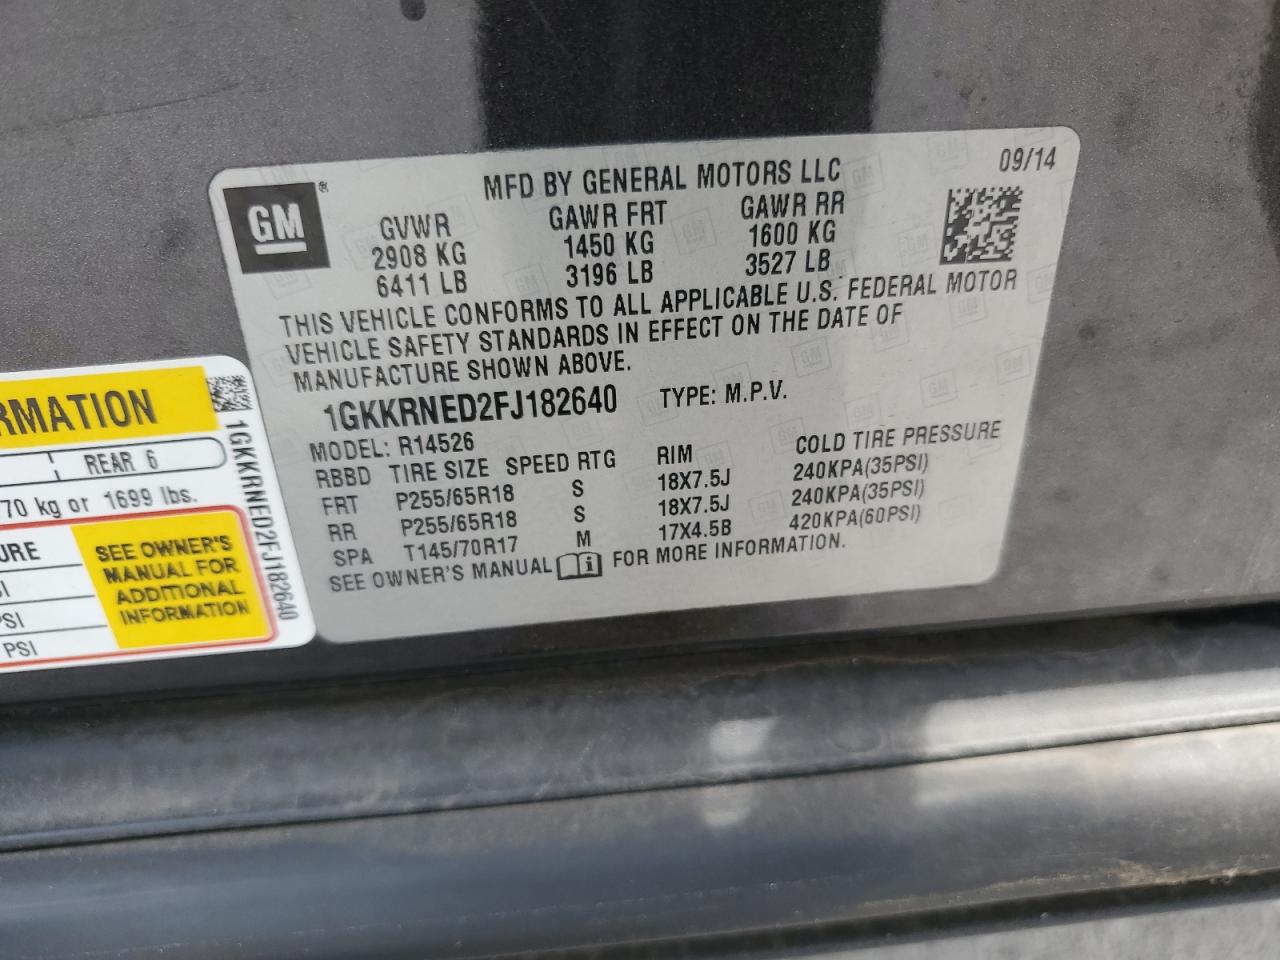 GM ®
MFD BY GENERAL MOTORS LLC 09/14
GVWR GAWR FRT GAWR RR
2908 KG 1450 KG 1600 KG
6411 LB 3196 LB 3527 LB
THIS VEHICLE CONFORMS TO ALL APPLICABLE U.S. FEDERAL MOTOR
VEHICLE SAFETY STANDARDS IN EFFECT ON THE DATE OF
MANUFACTURE SHOWN ABOVE.
1GKKRNED2FJ182640 TYPE: M.P.V.
MODEL: R14526
RBBD TIRE SIZE SPEED RTG RIM COLD TIRE PRESSURE
FRT P255/65R18 S 18X7.5J 240KPA(35PSI)
RR P255/65R18 S 18X7.5J 240KPA(35PSI)
SPA T145/70R17 M 17X4.5B 420KPA(60PSI)
SEE OWNER'S MANUAL FOR MORE INFORMATION.
RMATION
REAR 6
70 kg or 1699 lbs.
URE
SI
PSI
PSI
SEE OWNER'S
MANUAL FOR
ADDITIONAL
INFORMATION
1GKKRNED2FJ182640